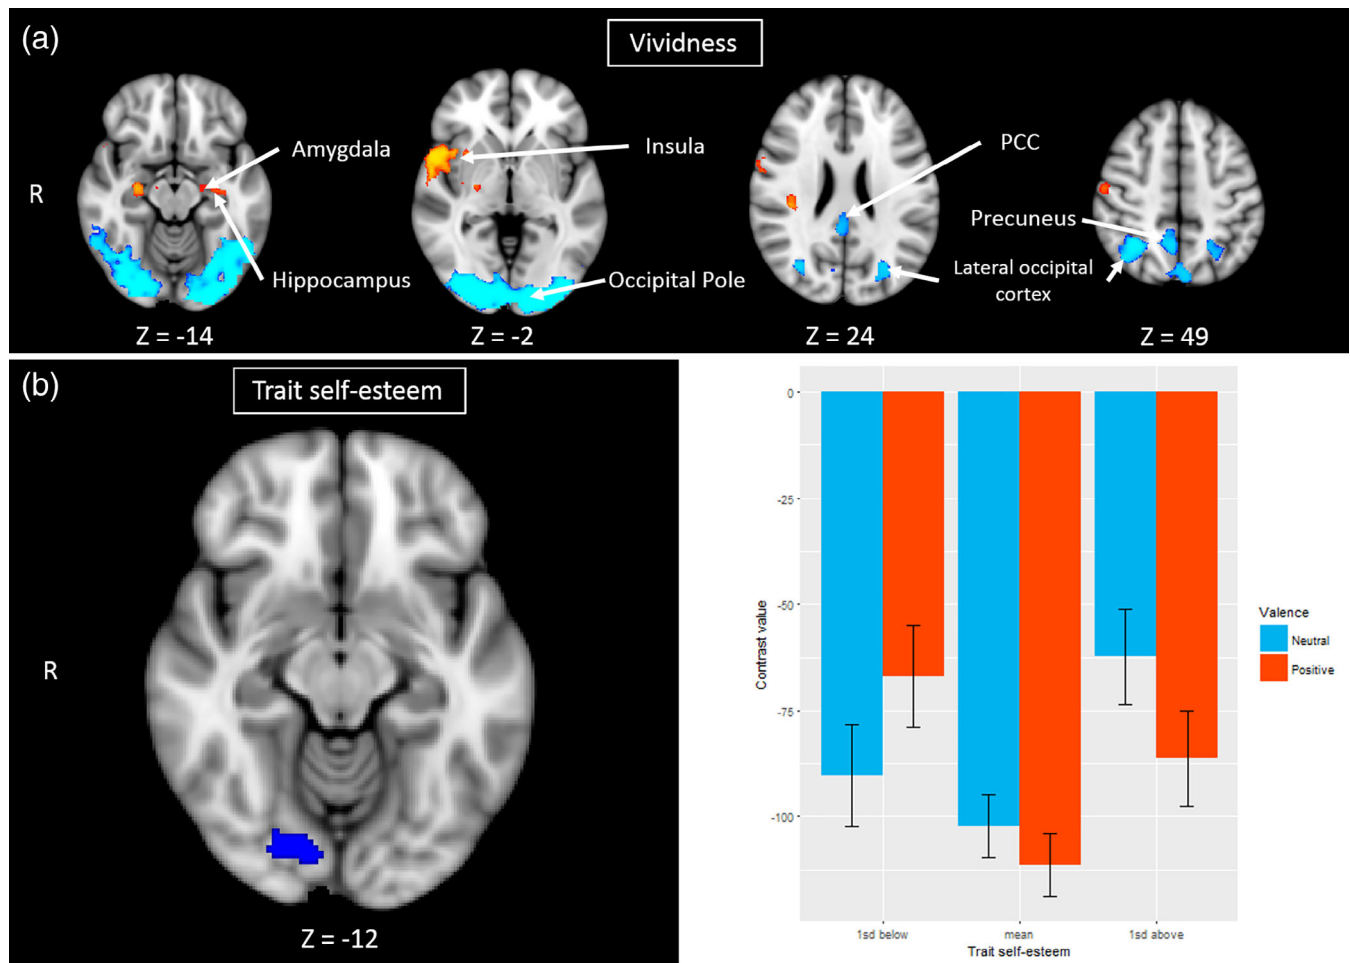 (a)
Vividness
Amygdala
Insula
PCC
R
Precuneus
Hippocampus
Occipital Pole
Lateral occipital
cortex
Z = -14
Z = -2
Z = 24
Z = 49
(b)
Trait self-esteem
R
Z = -12
0
-25
-50
-75
-100
Contrast value
1sd below
mean
1sd above
Trait self-esteem
Valence
Neutral
Positive